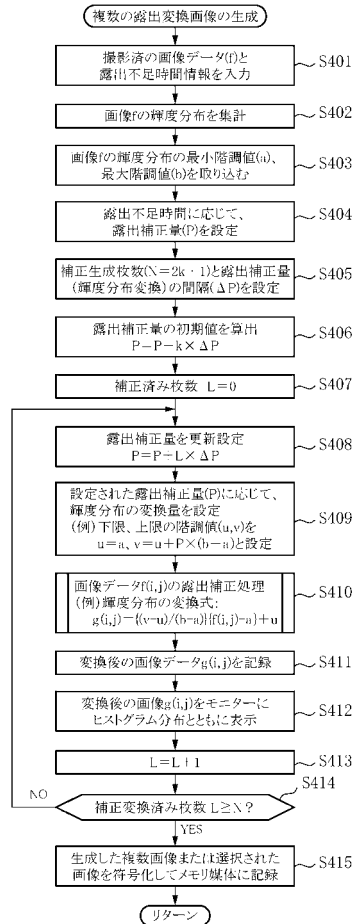 複数の露出変換画像の生成
撮影済の画像データ(f)と
露出不足時間情報を入力
S401
画像fの輝度分布を集計
S402
画像fの輝度分布の最小階調値(a)、
最大階調値(b)を取り込む
S403
露出不足時間に応じて、
露出補正量(P)を設定
S404
補正生成枚数(N=2k+1)と露出補正量
(輝度分布変換)の間隔(ΔP)を設定
S405
露出補正量の初期値を算出
P=P-k×ΔP
S406
補正済み枚数 L=0
S407
露出補正量を更新設定
P=P+L×ΔP
S408
設定された露出補正量(P)に応じて、
輝度分布の変換量を設定
(例)下限、上限の階調値(u,v)を
u=a、v=u+P×(b-a)と設定
S409
画像データf(i,j)の露出補正処理
(例)輝度分布の変換式:
g(i,j)={(v-u)/(b-a)}{f(i,j)-a}+u
S410
変換後の画像データg(i,j)を記録
S411
変換後の画像g(i,j)をモニターに
ヒストグラム分布とともに表示
S412
L=L+1
S413
S414
NO
補正変換済み枚数 L≥N?
YES
生成した複数画像または選択された
画像を符号化してメモリ媒体に記録
S415
リターン